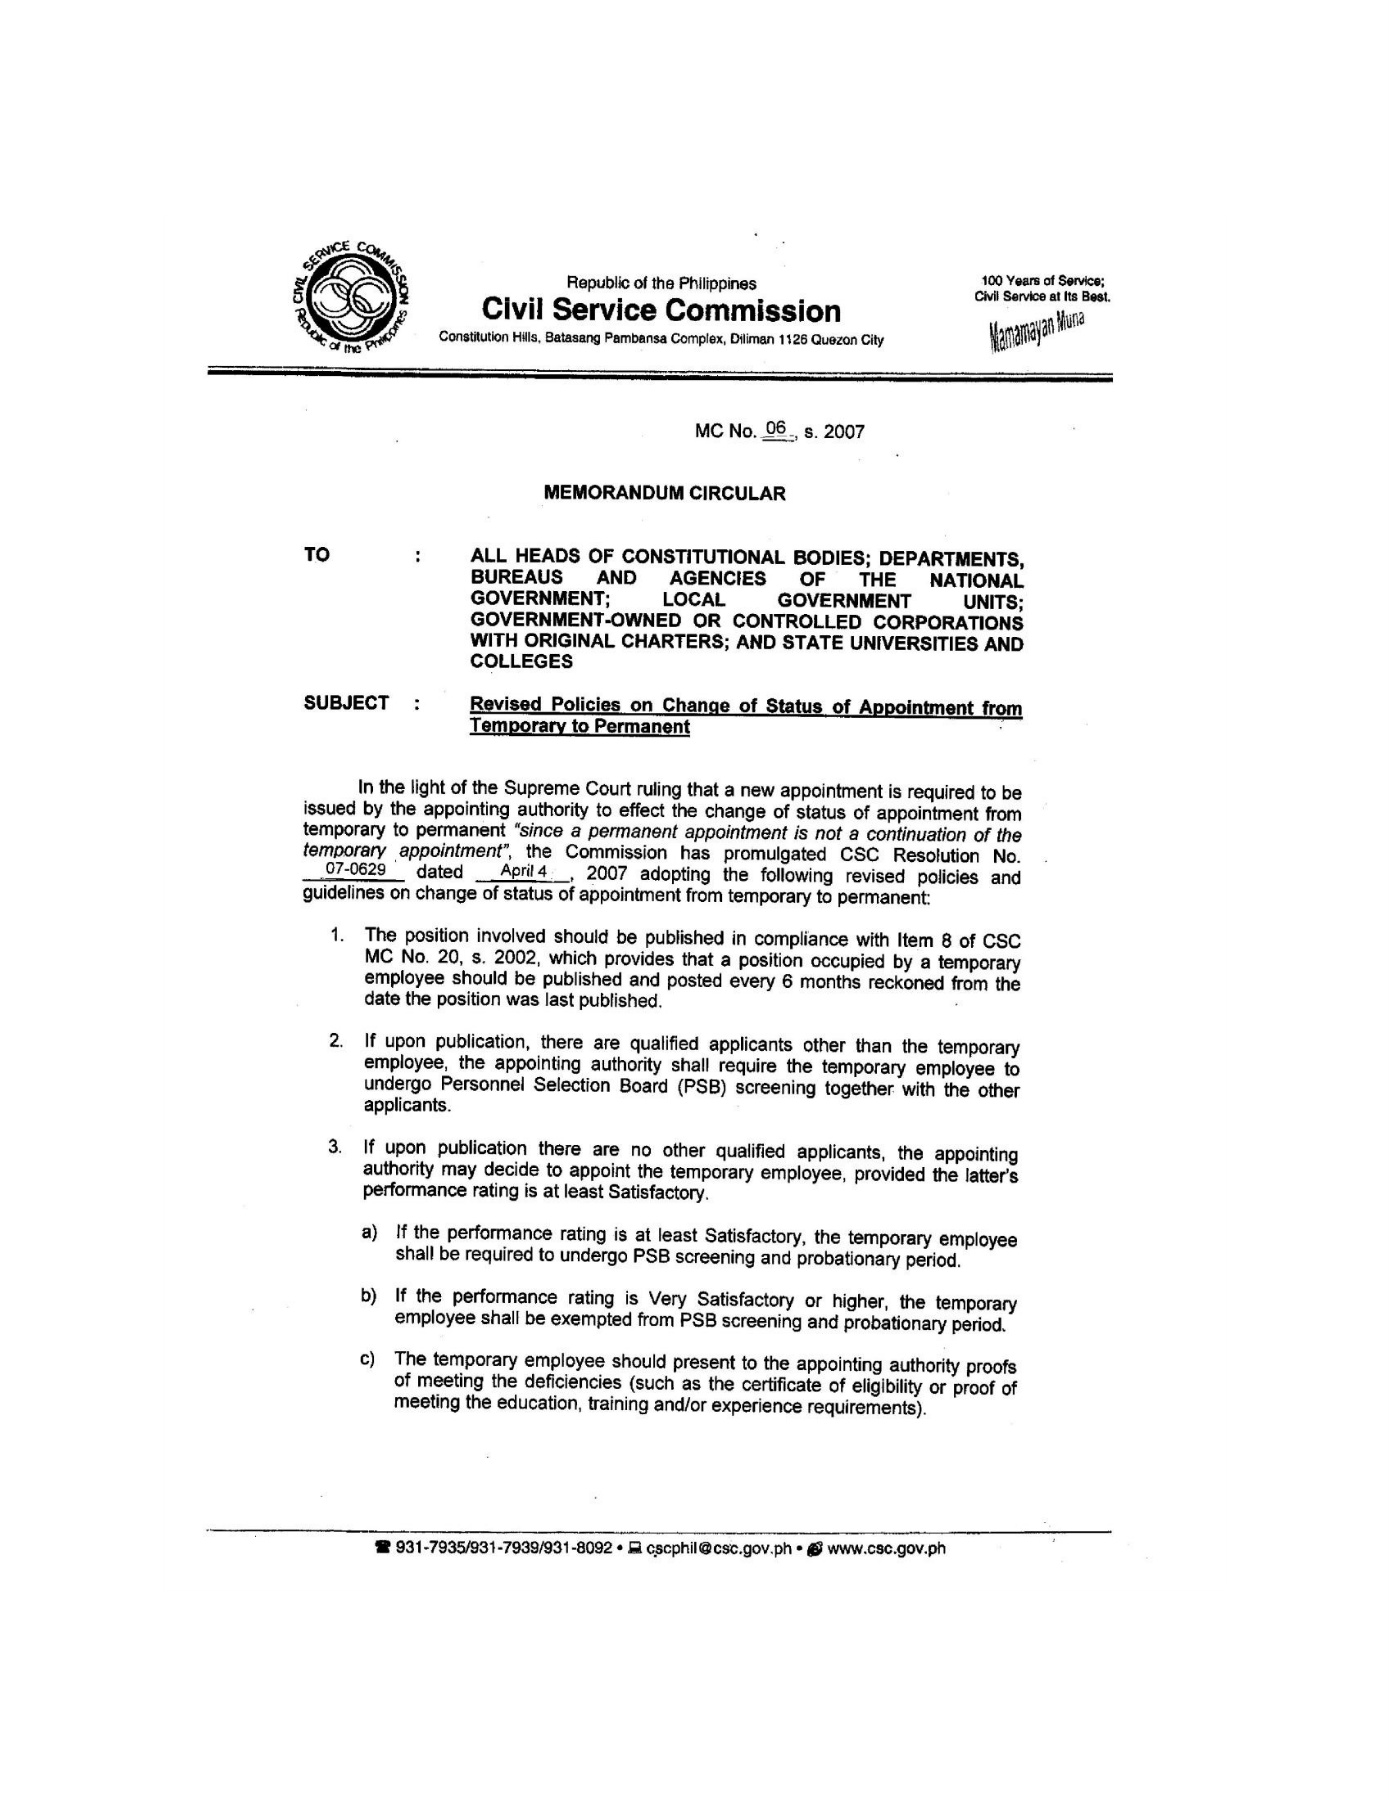 CIVIL SERVICE COMMISSION
Republic of the Philippines
Republic of the Philippines
Civil Service Commission
Constitution Hills, Batasang Pambansa Complex, Diliman 1126 Quezon City
100 Years of Service;
Civil Service at Its Best.
Mamamayan Muna
MC No. 06, s. 2007
MEMORANDUM CIRCULAR
TO : ALL HEADS OF CONSTITUTIONAL BODIES; DEPARTMENTS,
BUREAUS AND AGENCIES OF THE NATIONAL
GOVERNMENT; LOCAL GOVERNMENT UNITS;
GOVERNMENT-OWNED OR CONTROLLED CORPORATIONS
WITH ORIGINAL CHARTERS; AND STATE UNIVERSITIES AND
COLLEGES
SUBJECT : Revised Policies on Change of Status of Appointment from
Temporary to Permanent
In the light of the Supreme Court ruling that a new appointment is required to be
issued by the appointing authority to effect the change of status of appointment from
temporary to permanent "since a permanent appointment is not a continuation of the
temporary appointment", the Commission has promulgated CSC Resolution No.
07-0629 dated April 4, 2007 adopting the following revised policies and
guidelines on change of status of appointment from temporary to permanent:
1. The position involved should be published in compliance with Item 8 of CSC
MC No. 20, s. 2002, which provides that a position occupied by a temporary
employee should be published and posted every 6 months reckoned from the
date the position was last published.
2. If upon publication, there are qualified applicants other than the temporary
employee, the appointing authority shall require the temporary employee to
undergo Personnel Selection Board (PSB) screening together with the other
applicants.
3. If upon publication there are no other qualified applicants, the appointing
authority may decide to appoint the temporary employee, provided the latter's
performance rating is at least Satisfactory.
a) If the performance rating is at least Satisfactory, the temporary employee
shall be required to undergo PSB screening and probationary period.
b) If the performance rating is Very Satisfactory or higher, the temporary
employee shall be exempted from PSB screening and probationary period.
c) The temporary employee should present to the appointing authority proofs
of meeting the deficiencies (such as the certificate of eligibility or proof of
meeting the education, training and/or experience requirements).
☎ 931-7935/931-7939/931-8092 • cscphil@csc.gov.ph • www.csc.gov.ph